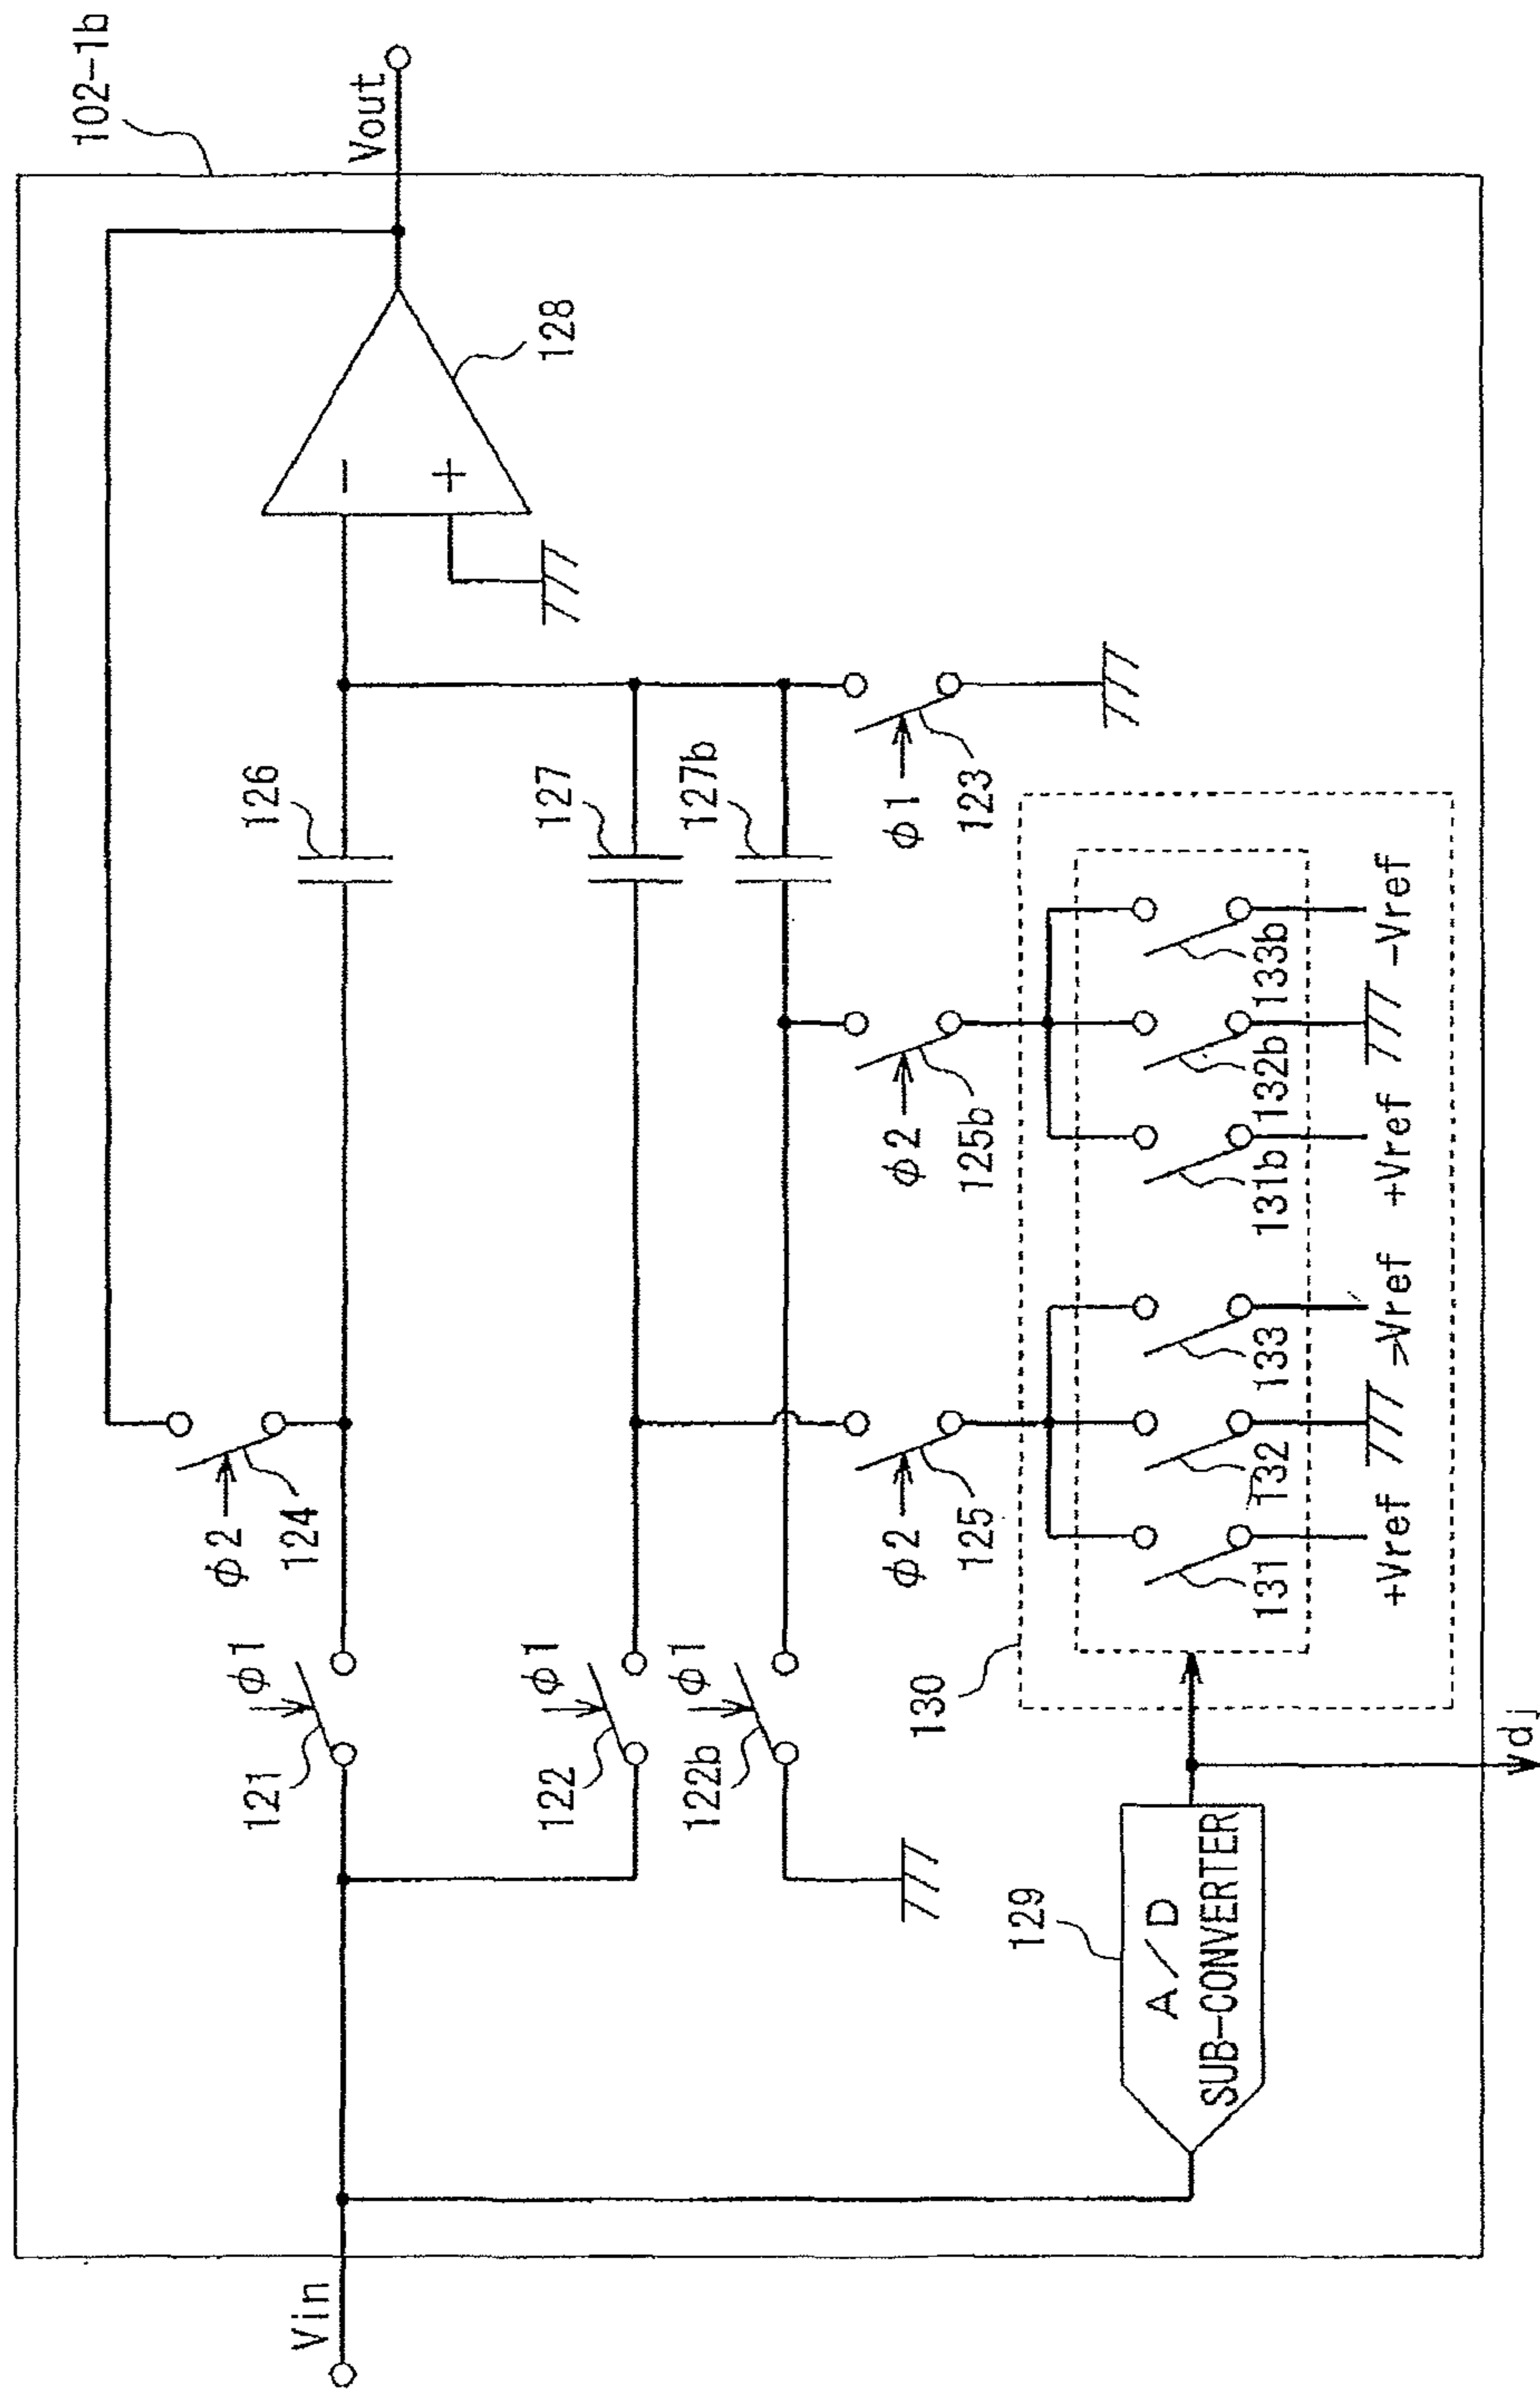 102-1b
Vin
Vout
φ2
124
φ1
121
126
128
−
+
φ1
122
127
φ1
122b
127b
φ1
123
φ2
125
φ2
125b
130
129
A/D
SUB-CONVERTER
131
132
133
131b
132b
133b
+Vref
-Vref
+Vref
-Vref
vdj